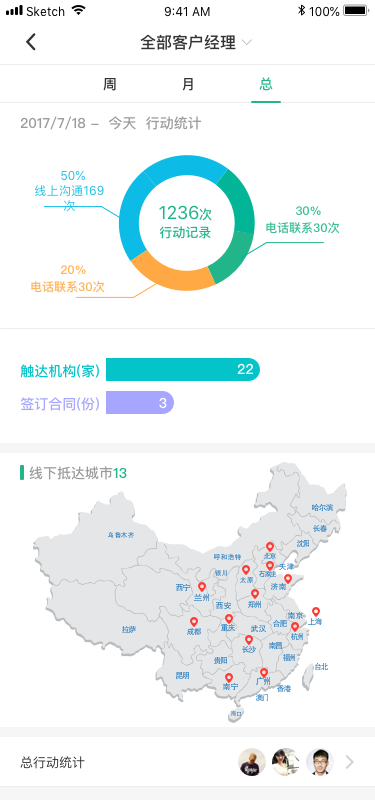 Sketch 9:41 AM 100%
全部客户经理
周 月 总
2017/7/18 – 今天 行动统计
50%
线上沟通169
次
1236次
行动记录
30%
电话联系30次
20%
电话联系30次
触达机构(家) 22
签订合同(份) 3
线下抵达城市13
哈尔滨
长春
乌鲁木齐
沈阳
呼和浩特
北京
银川
石家庄
天津
太原
西宁
济南
兰州
郑州
西安
南京
上海
合肥
拉萨
成都
重庆
武汉
杭州
长沙
南昌
贵阳
福州
台北
昆明
南宁
广州
香港
澳门
海口
总行动统计